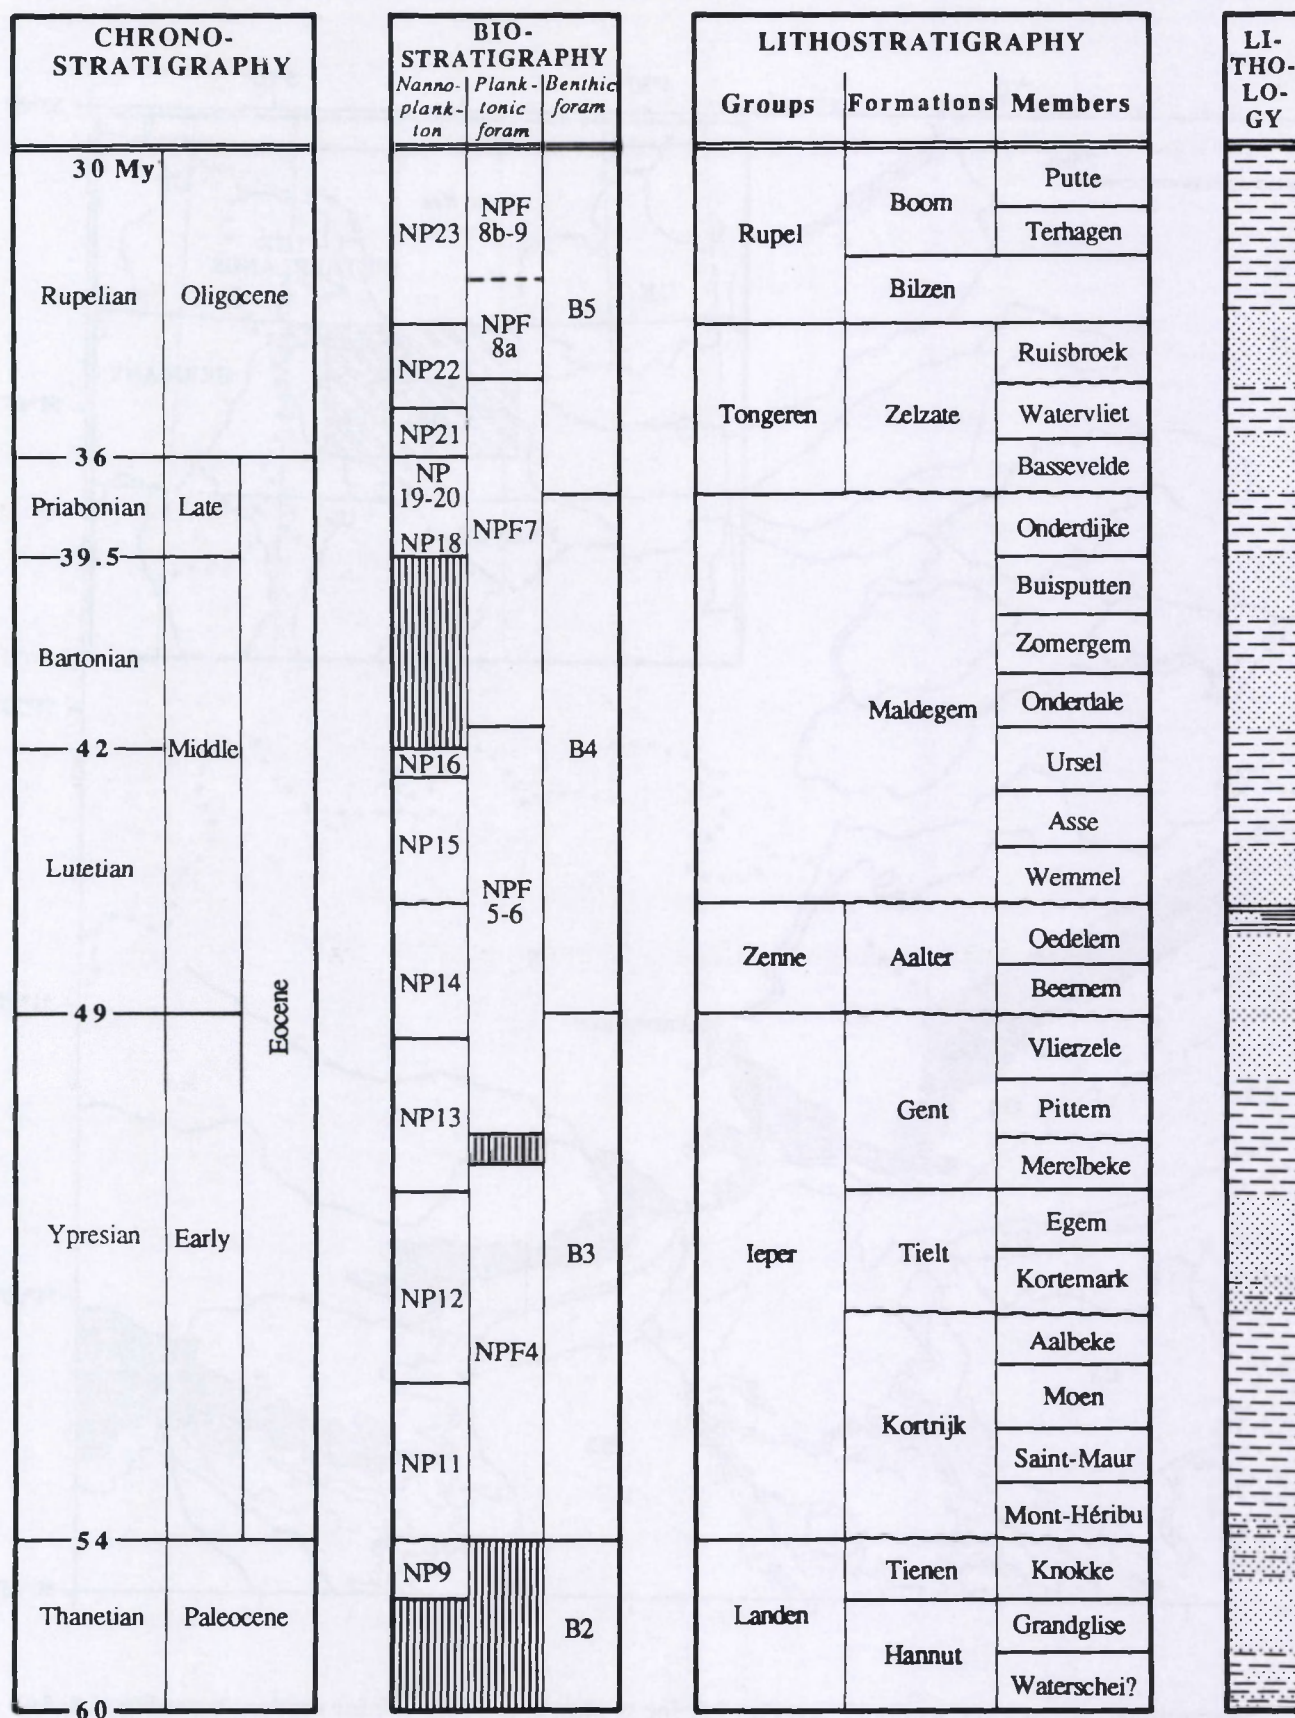 CHRONO-
STRATIGRAPHY
30 My
Rupelian
Oligocene
36
Priabonian
Late
39.5
Bartonian
42
Middle
Lutetian
49
Eocene
Ypresian
Early
54
Thanetian
Paleocene
60
BIO-
STRATIGRAPHY
Nanno-
plank-
ton
Plank-
tonic
foram
Benthic
foram
NP23
NP22
NP21
NP
19-20
NP18
NP16
NP15
NP14
NP13
NP12
NP11
NP9
NPF
8b-9
NPF
8a
NPF7
NPF
5-6
NPF4
B5
B4
B3
B2
LITHOSTRATIGRAPHY
Groups
Formations
Members
Rupel
Tongeren
Zenne
Ieper
Landen
Boom
Bilzen
Zelzate
Maldegem
Aalter
Gent
Tielt
Kortrijk
Tienen
Hannut
Putte
Terhagen
Ruisbroek
Watervliet
Bassevelde
Onderdijke
Buisputten
Zomergem
Onderdale
Ursel
Asse
Wemmel
Oedelem
Beernem
Vlierzele
Pittem
Merelbeke
Egem
Kortemark
Aalbeke
Moen
Saint-Maur
Mont-Héribu
Knokke
Grandglise
Waterschei?
LI-
THO-
LO-
GY